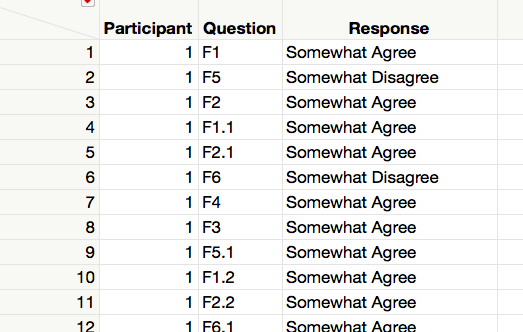 Participant Question Response
1 1 F1 Somewhat Agree
2 1 F5 Somewhat Disagree
3 1 F2 Somewhat Agree
4 1 F1.1 Somewhat Agree
5 1 F2.1 Somewhat Agree
6 1 F6 Somewhat Disagree
7 1 F4 Somewhat Agree
8 1 F3 Somewhat Agree
9 1 F5.1 Somewhat Agree
10 1 F1.2 Somewhat Agree
11 1 F2.2 Somewhat Agree
12 1 F6.1 Somewhat Agree